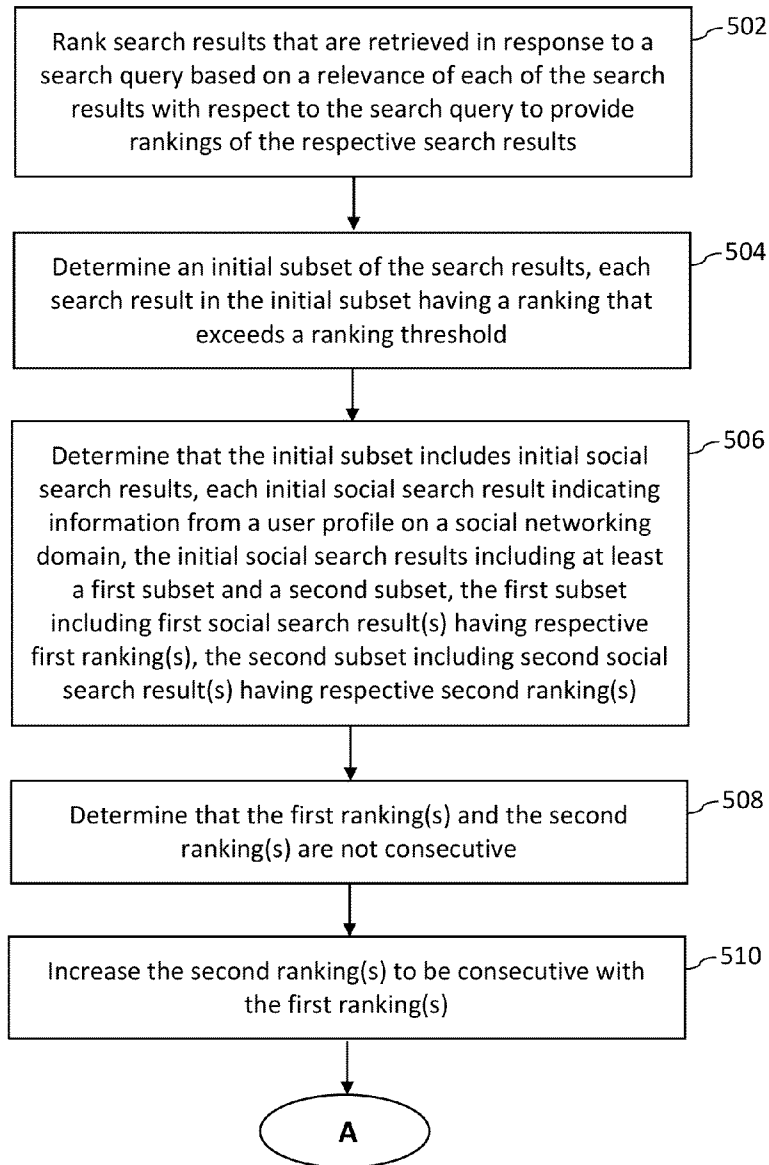 Rank search results that are retrieved in response to a
search query based on a relevance of each of the search
results with respect to the search query to provide
rankings of the respective search results
502
Determine an initial subset of the search results, each
search result in the initial subset having a ranking that
exceeds a ranking threshold
504
Determine that the initial subset includes initial social
search results, each initial social search result indicating
information from a user profile on a social networking
domain, the initial social search results including at least
a first subset and a second subset, the first subset
including first social search result(s) having respective
first ranking(s), the second subset including second social
search result(s) having respective second ranking(s)
506
Determine that the first ranking(s) and the second
ranking(s) are not consecutive
508
Increase the second ranking(s) to be consecutive with
the first ranking(s)
510
A